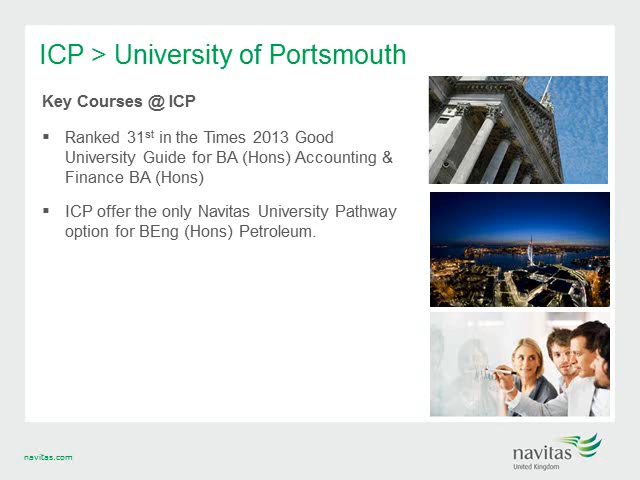 ICP > University of Portsmouth
Key Courses @ ICP
▪ Ranked 31st in the Times 2013 Good
University Guide for BA (Hons) Accounting &
Finance BA (Hons)
▪ ICP offer the only Navitas University Pathway
option for BEng (Hons) Petroleum.
navitas.com
navitas
United Kingdom